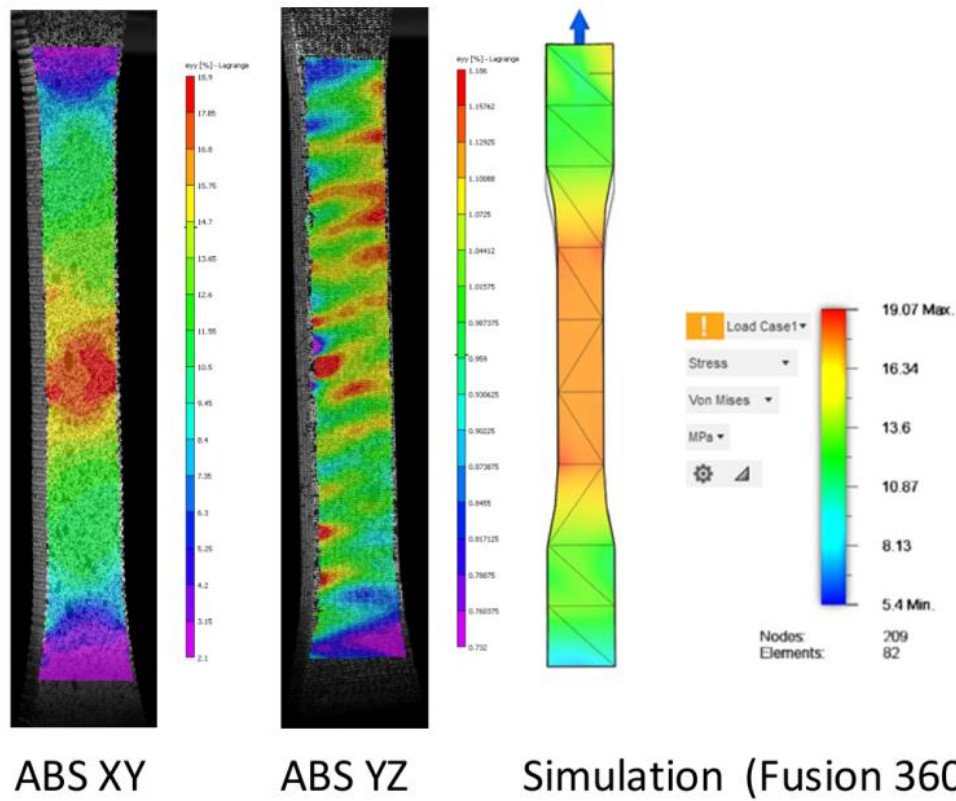 eyy [%] - Lagrange
18.9
17.85
16.8
15.75
14.7
13.65
12.6
11.55
10.5
9.45
8.4
7.35
6.3
5.25
4.2
3.15
2.1
eyy [%] - Lagrange
1.186
1.15762
1.12925
1.10088
1.0725
1.04412
1.01575
0.987375
0.959
0.930625
0.90225
0.873875
0.8455
0.817125
0.78875
0.760375
0.732
! Load Case1
Stress
Von Mises
MPa
19.07 Max.
16.34
13.6
10.87
8.13
5.4 Min.
Nodes: 209
Elements: 82
ABS XY
ABS YZ
Simulation (Fusion 360